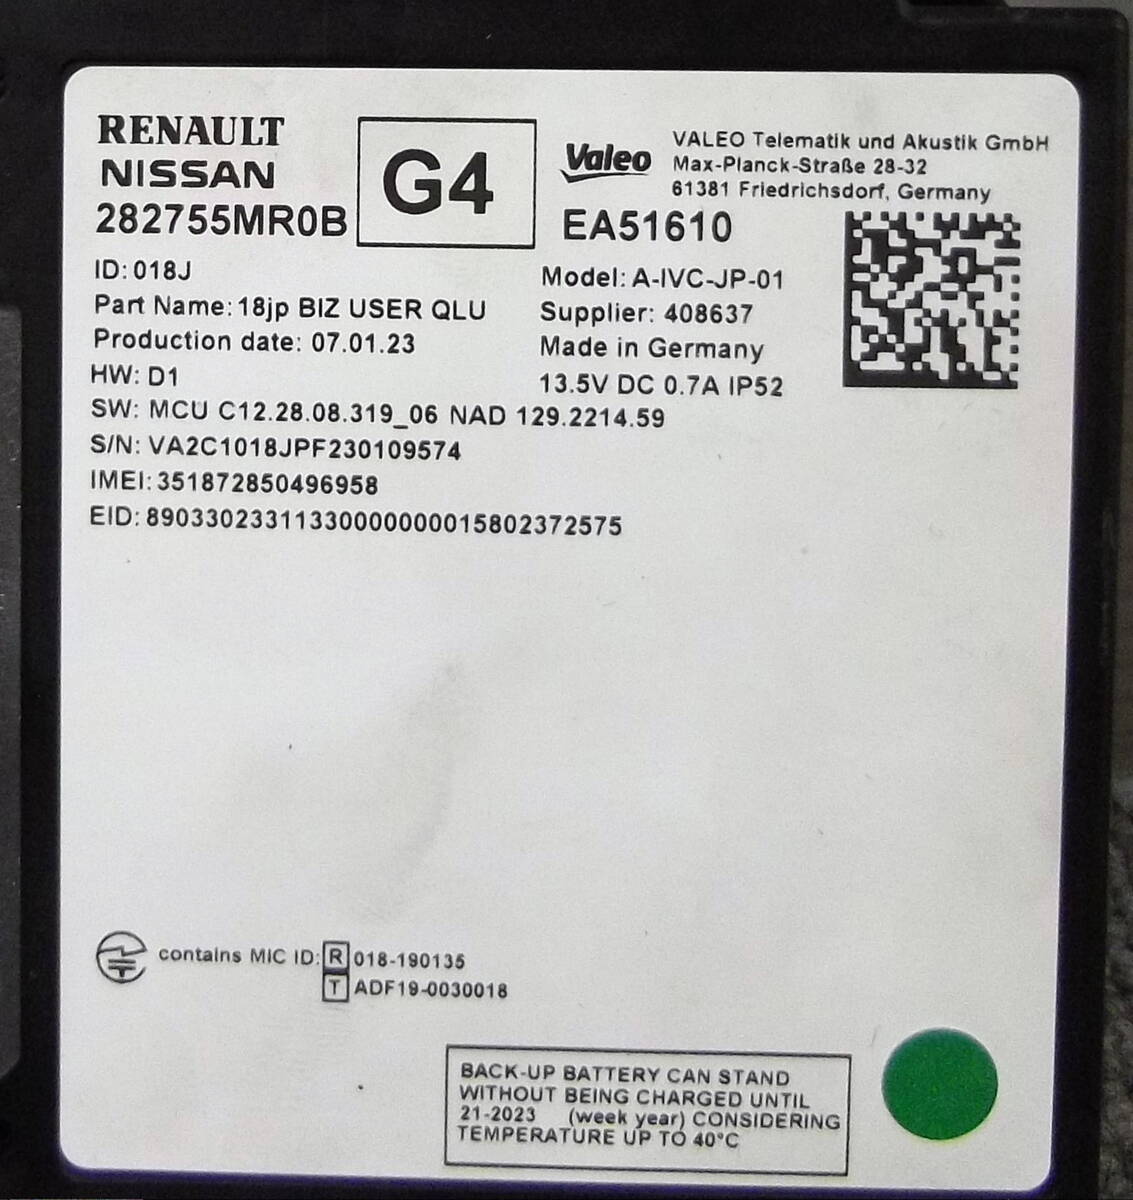 RENAULT
NISSAN
282755MR0B
G4
Valeo
VALEO Telematik und Akustik GmbH
Max-Planck-Straße 28-32
61381 Friedrichsdorf, Germany
EA51610
ID: 018J
Part Name: 18jp BIZ USER QLU
Production date: 07.01.23
HW: D1
Model: A-IVC-JP-01
Supplier: 408637
Made in Germany
13.5V DC 0.7A IP52
SW: MCU C12.28.08.319_06 NAD 129.2214.59
S/N: VA2C1018JPF230109574
IMEI: 351872850496958
EID: 89033023311330000000015802372575
contains MIC ID: R 018-190135
T ADF19-0030018
BACK-UP BATTERY CAN STAND
WITHOUT BEING CHARGED UNTIL
21-2023 (week year) CONSIDERING
TEMPERATURE UP TO 40°C